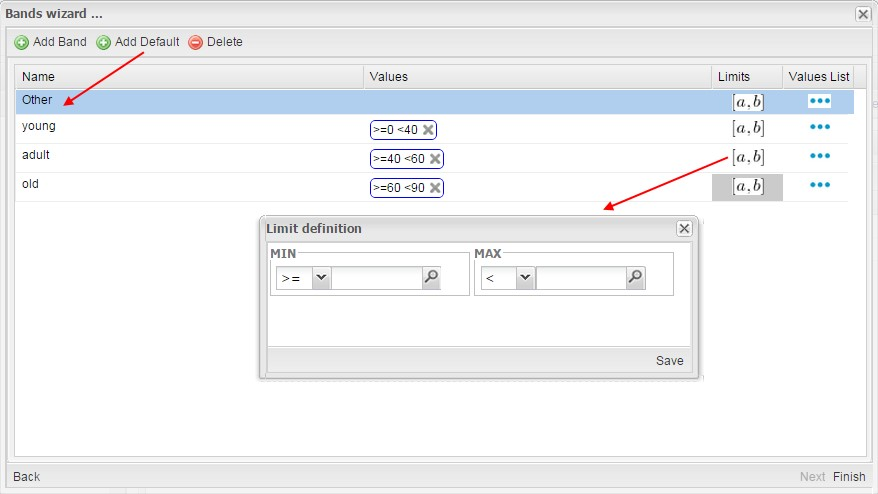 Bands wizard ...
Add Band Add Default Delete
Name Values Limits Values List
Other [a,b]
young >=0 <40 [a,b]
adult >=40 <60 [a,b]
old >=60 <90 [a,b]
Limit definition
MIN MAX
>= <
Save
Back Next Finish